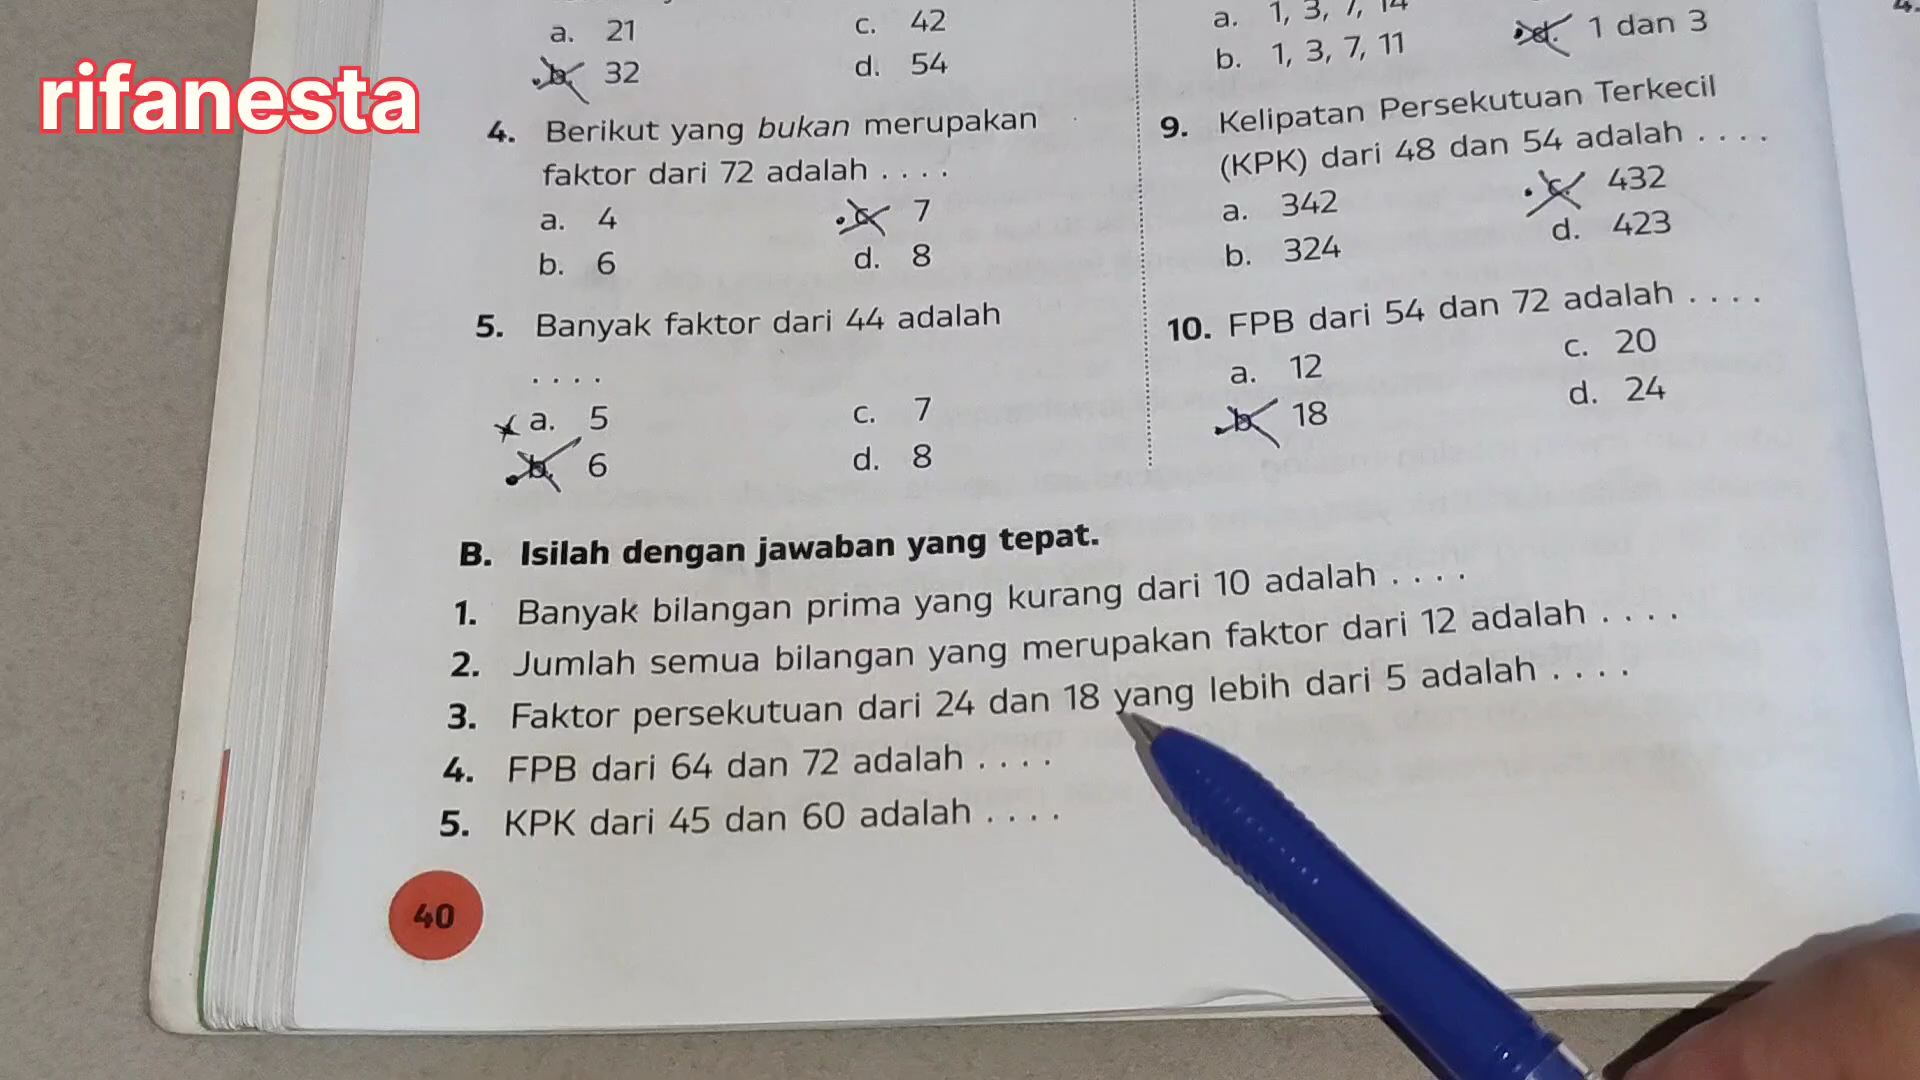 rifanesta
a. 21
c. 42
b. 32
d. 54
4. Berikut yang bukan merupakan
faktor dari 72 adalah . . . .
a. 4
c. 7
b. 6
d. 8
5. Banyak faktor dari 44 adalah
. . . .
a. 5
c. 7
b. 6
d. 8
a. 1, 3, 7, 14
b. 1, 3, 7, 11
d. 1 dan 3
9. Kelipatan Persekutuan Terkecil
(KPK) dari 48 dan 54 adalah . . . .
a. 342
c. 432
b. 324
d. 423
10. FPB dari 54 dan 72 adalah . . . .
a. 12
c. 20
b. 18
d. 24
B. Isilah dengan jawaban yang tepat.
1. Banyak bilangan prima yang kurang dari 10 adalah . . . .
2. Jumlah semua bilangan yang merupakan faktor dari 12 adalah . . . .
3. Faktor persekutuan dari 24 dan 18 yang lebih dari 5 adalah . . . .
4. FPB dari 64 dan 72 adalah . . . .
5. KPK dari 45 dan 60 adalah . . . .
40
4.